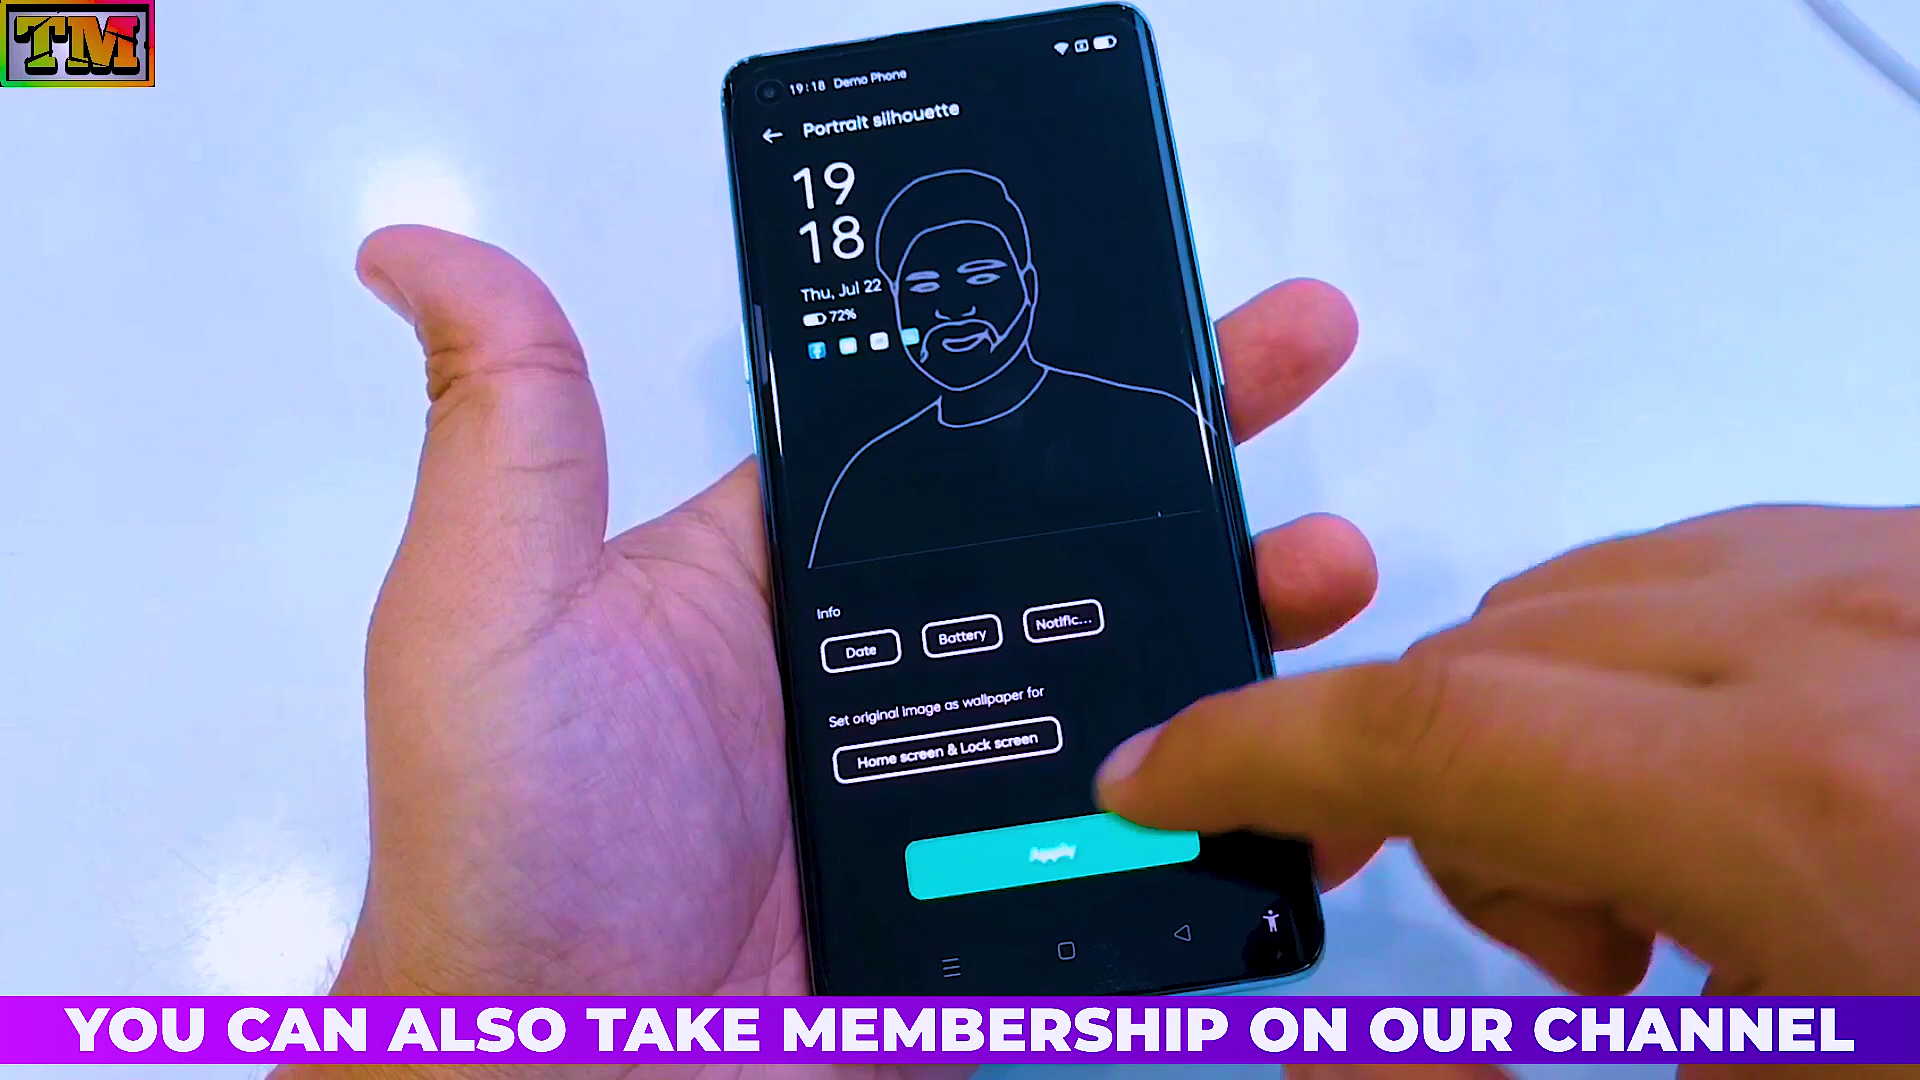 TM
19:18 Demo Phone
Portrait silhouette
19
18
Thu, Jul 22
72%
Info
Date
Battery
Notific...
Set original image as wallpaper for
Home screen & Lock screen
Apply
YOU CAN ALSO TAKE MEMBERSHIP ON OUR CHANNEL